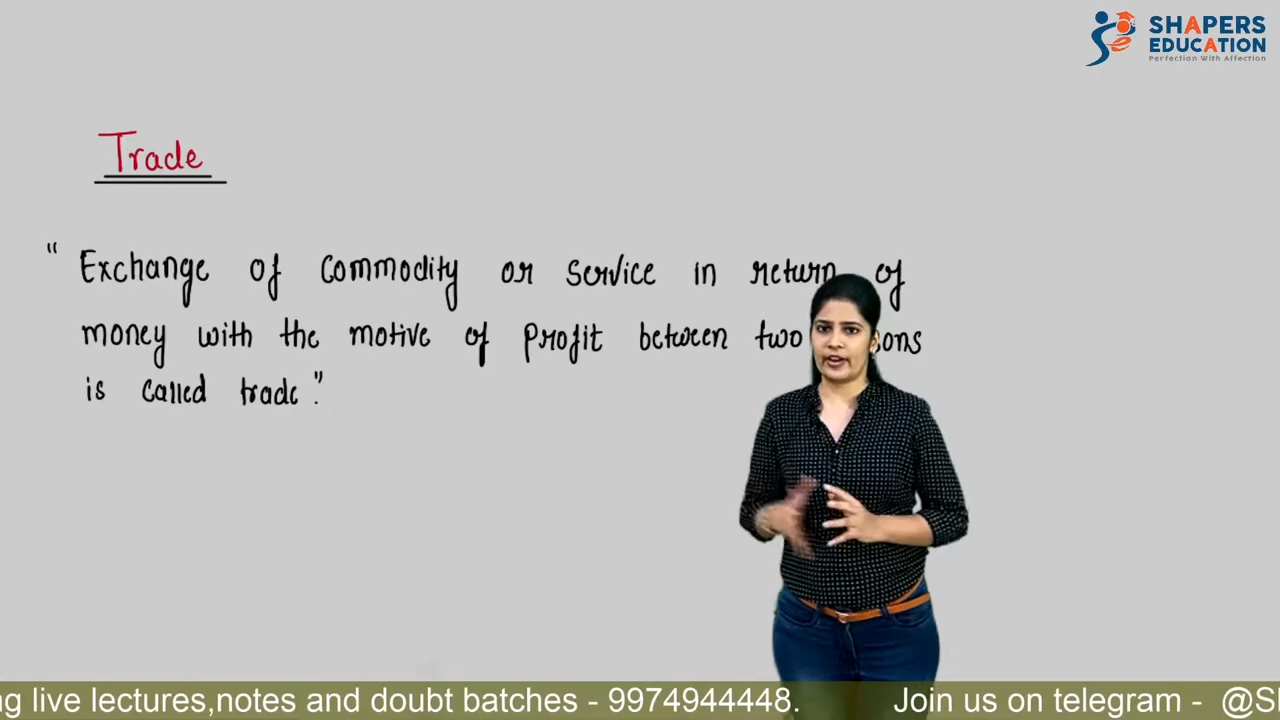 SHAPERS
EDUCATION
Perfection With Affection
Trade
“ Exchange of commodity or service in return of
money with the motive of profit between two
is called trade”
live lectures,notes and doubt batches - 9974944448. Join us on telegram -